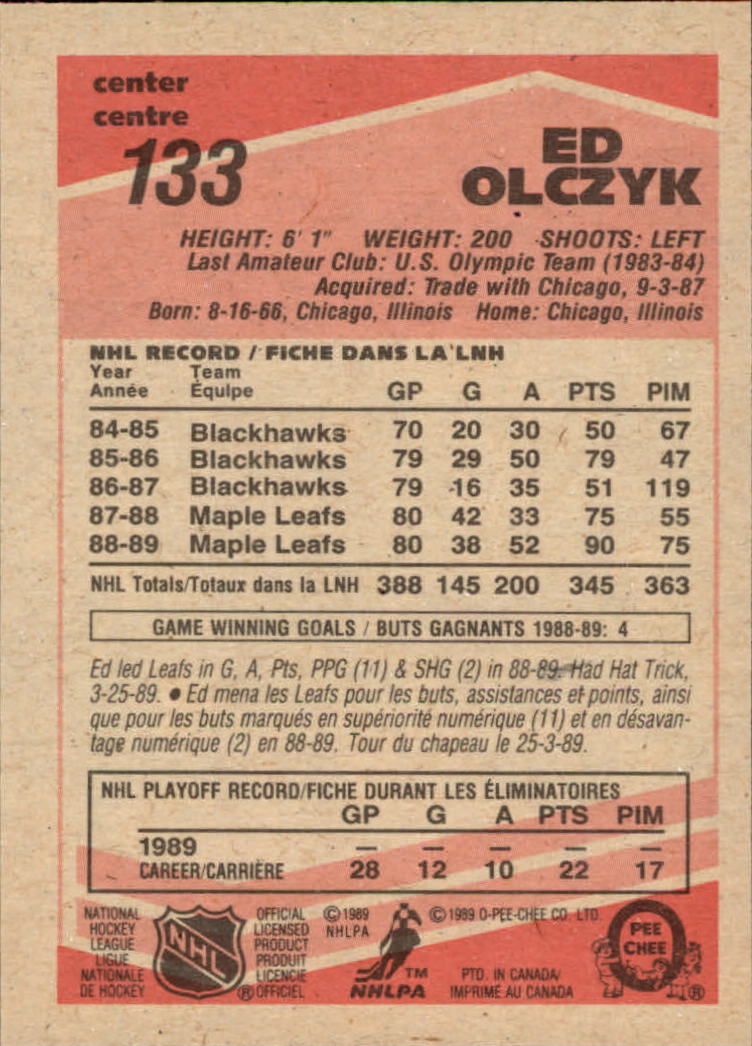 center
centre
133
ED
OLCZYK
HEIGHT: 6' 1" WEIGHT: 200 SHOOTS: LEFT
Last Amateur Club: U.S. Olympic Team (1983-84)
Acquired: Trade with Chicago, 9-3-87
Born: 8-16-66, Chicago, Illinois Home: Chicago, Illinois
NHL RECORD / FICHE DANS LA LNH
Year Team
Année Équipe GP G A PTS PIM
84-85 Blackhawks 70 20 30 50 67
85-86 Blackhawks 79 29 50 79 47
86-87 Blackhawks 79 16 35 51 119
87-88 Maple Leafs 80 42 33 75 55
88-89 Maple Leafs 80 38 52 90 75
NHL Totals/Totaux dans la LNH 388 145 200 345 363
GAME WINNING GOALS / BUTS GAGNANTS 1988-89: 4
Ed led Leafs in G, A, Pts, PPG (11) & SHG (2) in 88-89. Had Hat Trick,
3-25-89. ● Ed mena les Leafs pour les buts, assistances et points, ainsi
que pour les buts marqués en supériorité numérique (11) et en désavan-
tage numérique (2) en 88-89. Tour du chapeau le 25-3-89.
NHL PLAYOFF RECORD/FICHE DURANT LES ÉLIMINATOIRES
GP G A PTS PIM
1989 — — — — —
CAREER/CARRIÈRE 28 12 10 22 17
NATIONAL
HOCKEY
LEAGUE
LIGUE
NATIONALE
DE HOCKEY
NHL
®
OFFICIAL
LICENSED
PRODUCT
PRODUIT
LICENCIE
OFFICIEL
© 1989
NHLPA
TM
NHLPA
© 1989 O-PEE-CHEE CO. LTD.
PTD. IN CANADA/
IMPRIMÉ AU CANADA
PEE
CHEE
®